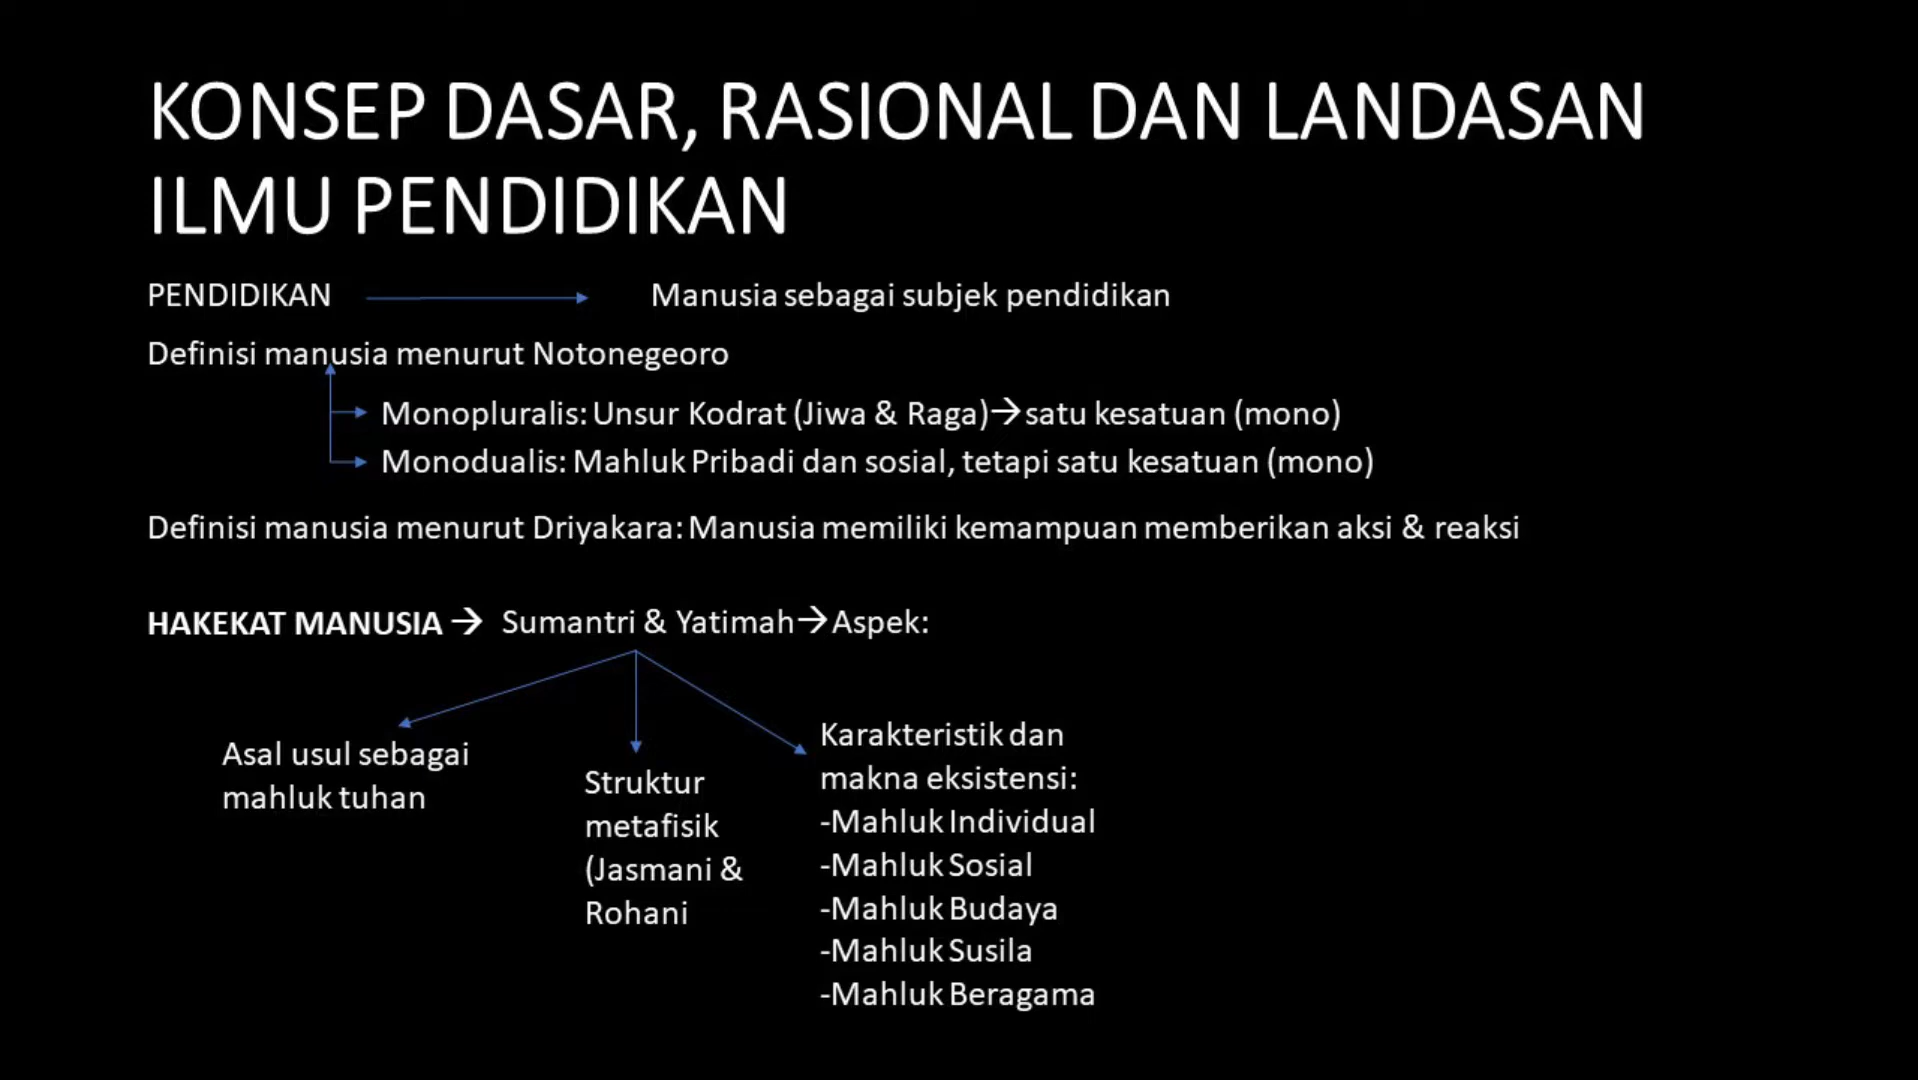 KONSEP DASAR, RASIONAL DAN LANDASAN
ILMU PENDIDIKAN
PENDIDIKAN → Manusia sebagai subjek pendidikan
Definisi manusia menurut Notonegeoro
Monopluralis: Unsur Kodrat (Jiwa & Raga)→satu kesatuan (mono)
Monodualis: Mahluk Pribadi dan sosial, tetapi satu kesatuan (mono)
Definisi manusia menurut Driyakara: Manusia memiliki kemampuan memberikan aksi & reaksi
HAKEKAT MANUSIA → Sumantri & Yatimah→Aspek:
Asal usul sebagai
mahluk tuhan
Struktur
metafisik
(Jasmani &
Rohani
Karakteristik dan
makna eksistensi:
-Mahluk Individual
-Mahluk Sosial
-Mahluk Budaya
-Mahluk Susila
-Mahluk Beragama